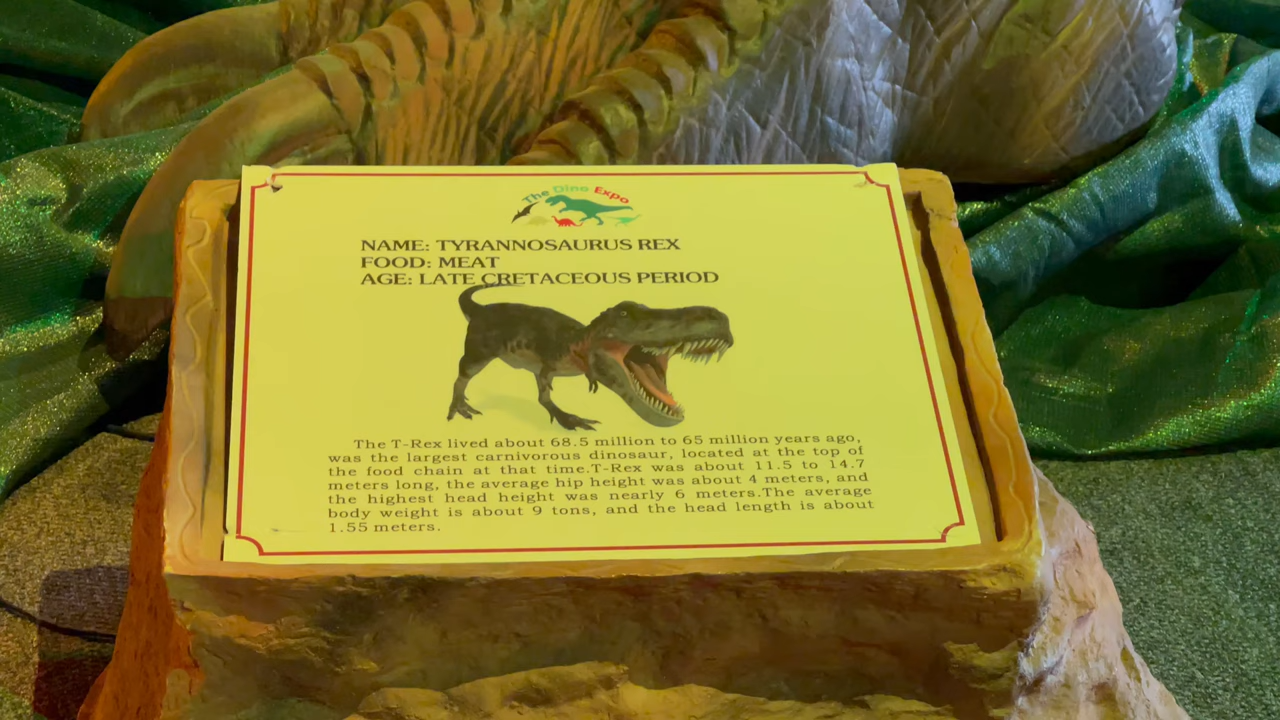 The Dino Expo
NAME: TYRANNOSAURUS REX
FOOD: MEAT
AGE: LATE CRETACEOUS PERIOD
The T-Rex lived about 68.5 million to 65 million years ago,
was the largest carnivorous dinosaur, located at the top of
the food chain at that time.T-Rex was about 11.5 to 14.7
meters long, the average hip height was about 4 meters, and
the highest head height was nearly 6 meters.The average
body weight is about 9 tons, and the head length is about
1.55 meters.